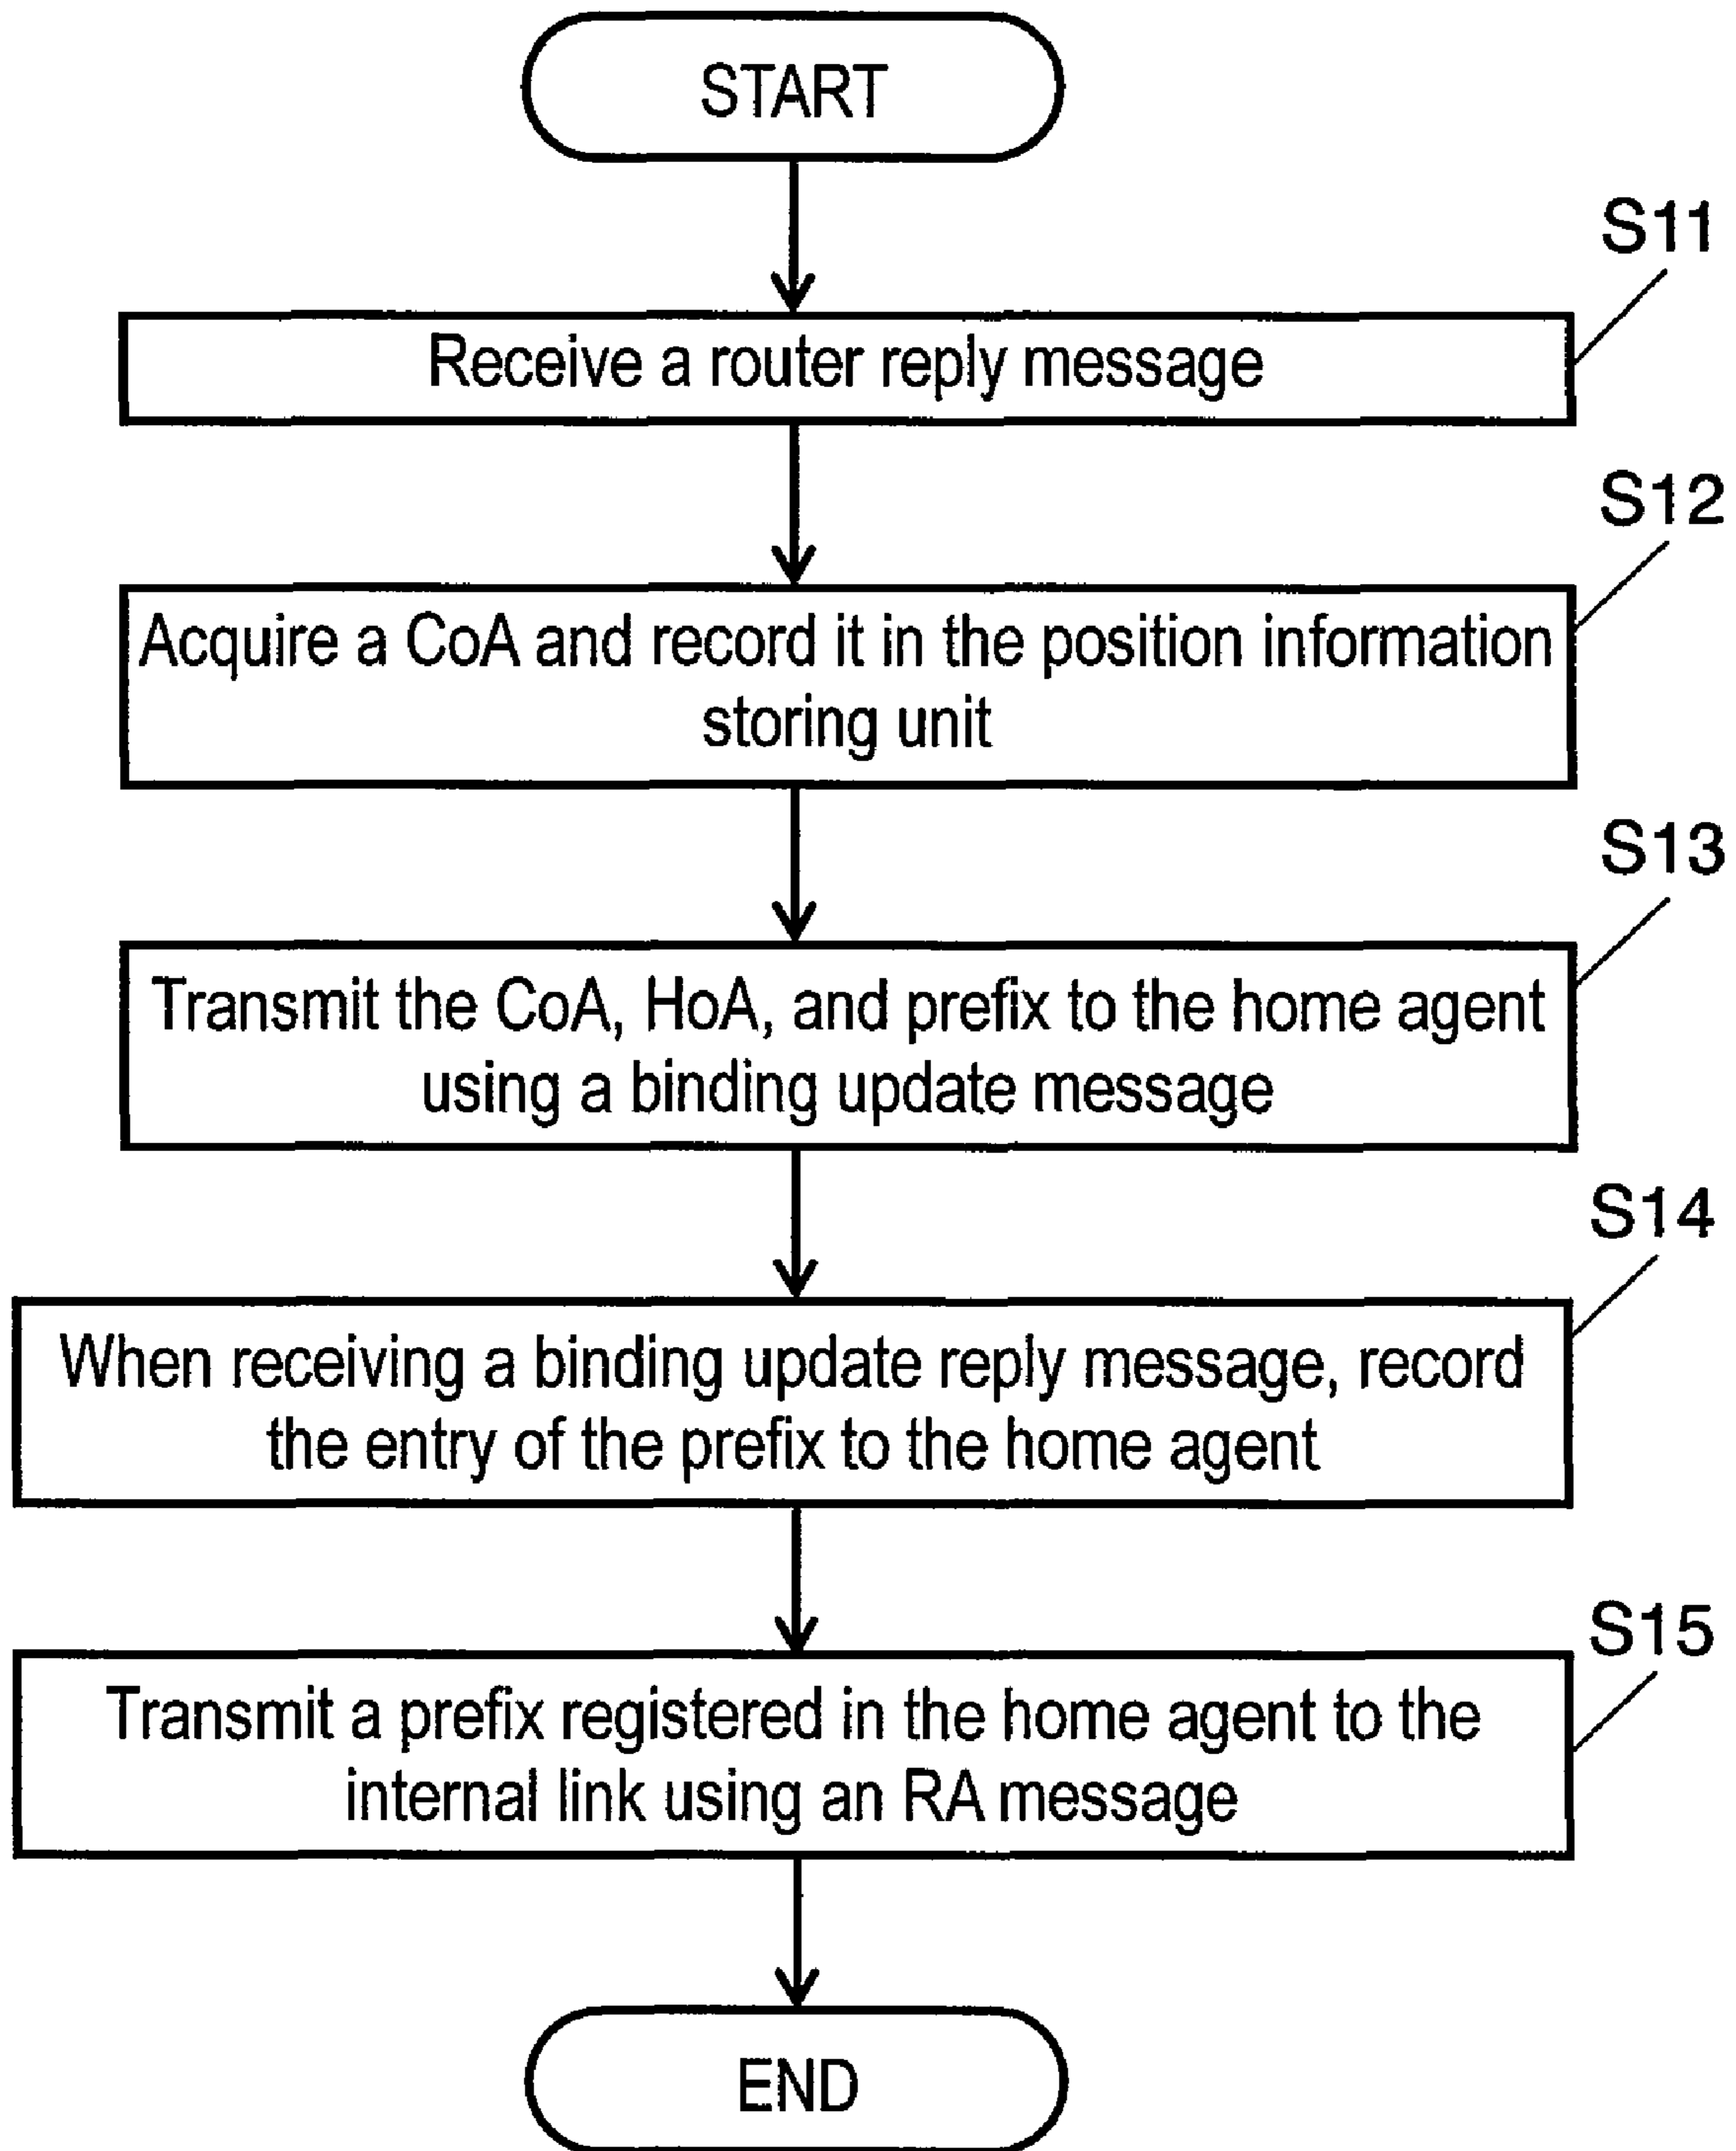 START
S11
Receive a router reply message
S12
Acquire a CoA and record it in the position information
storing unit
S13
Transmit the CoA, HoA, and prefix to the home agent
using a binding update message
S14
When receiving a binding update reply message, record
the entry of the prefix to the home agent
S15
Transmit a prefix registered in the home agent to the
internal link using an RA message
END